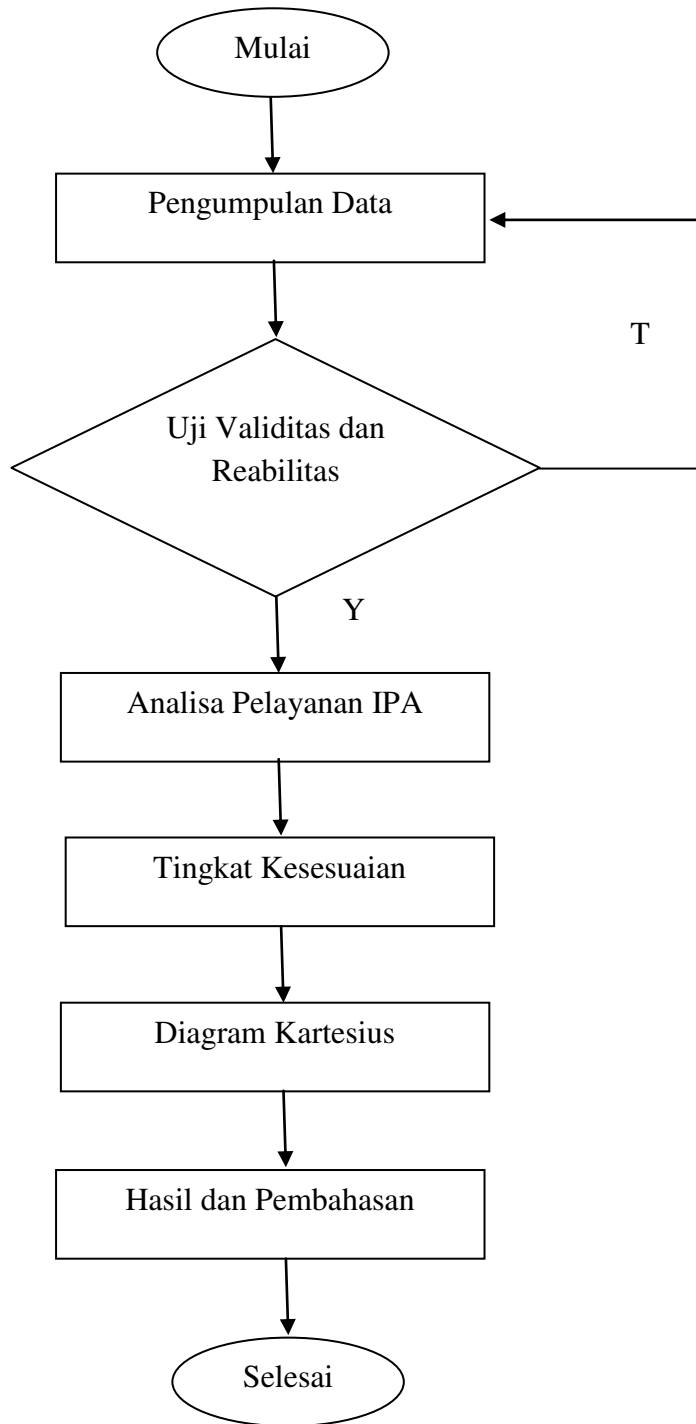 Mulai
Pengumpulan Data
T
Uji Validitas dan
Reabilitas
Y
Analisa Pelayanan IPA
Tingkat Kesesuaian
Diagram Kartesius
Hasil dan Pembahasan
Selesai